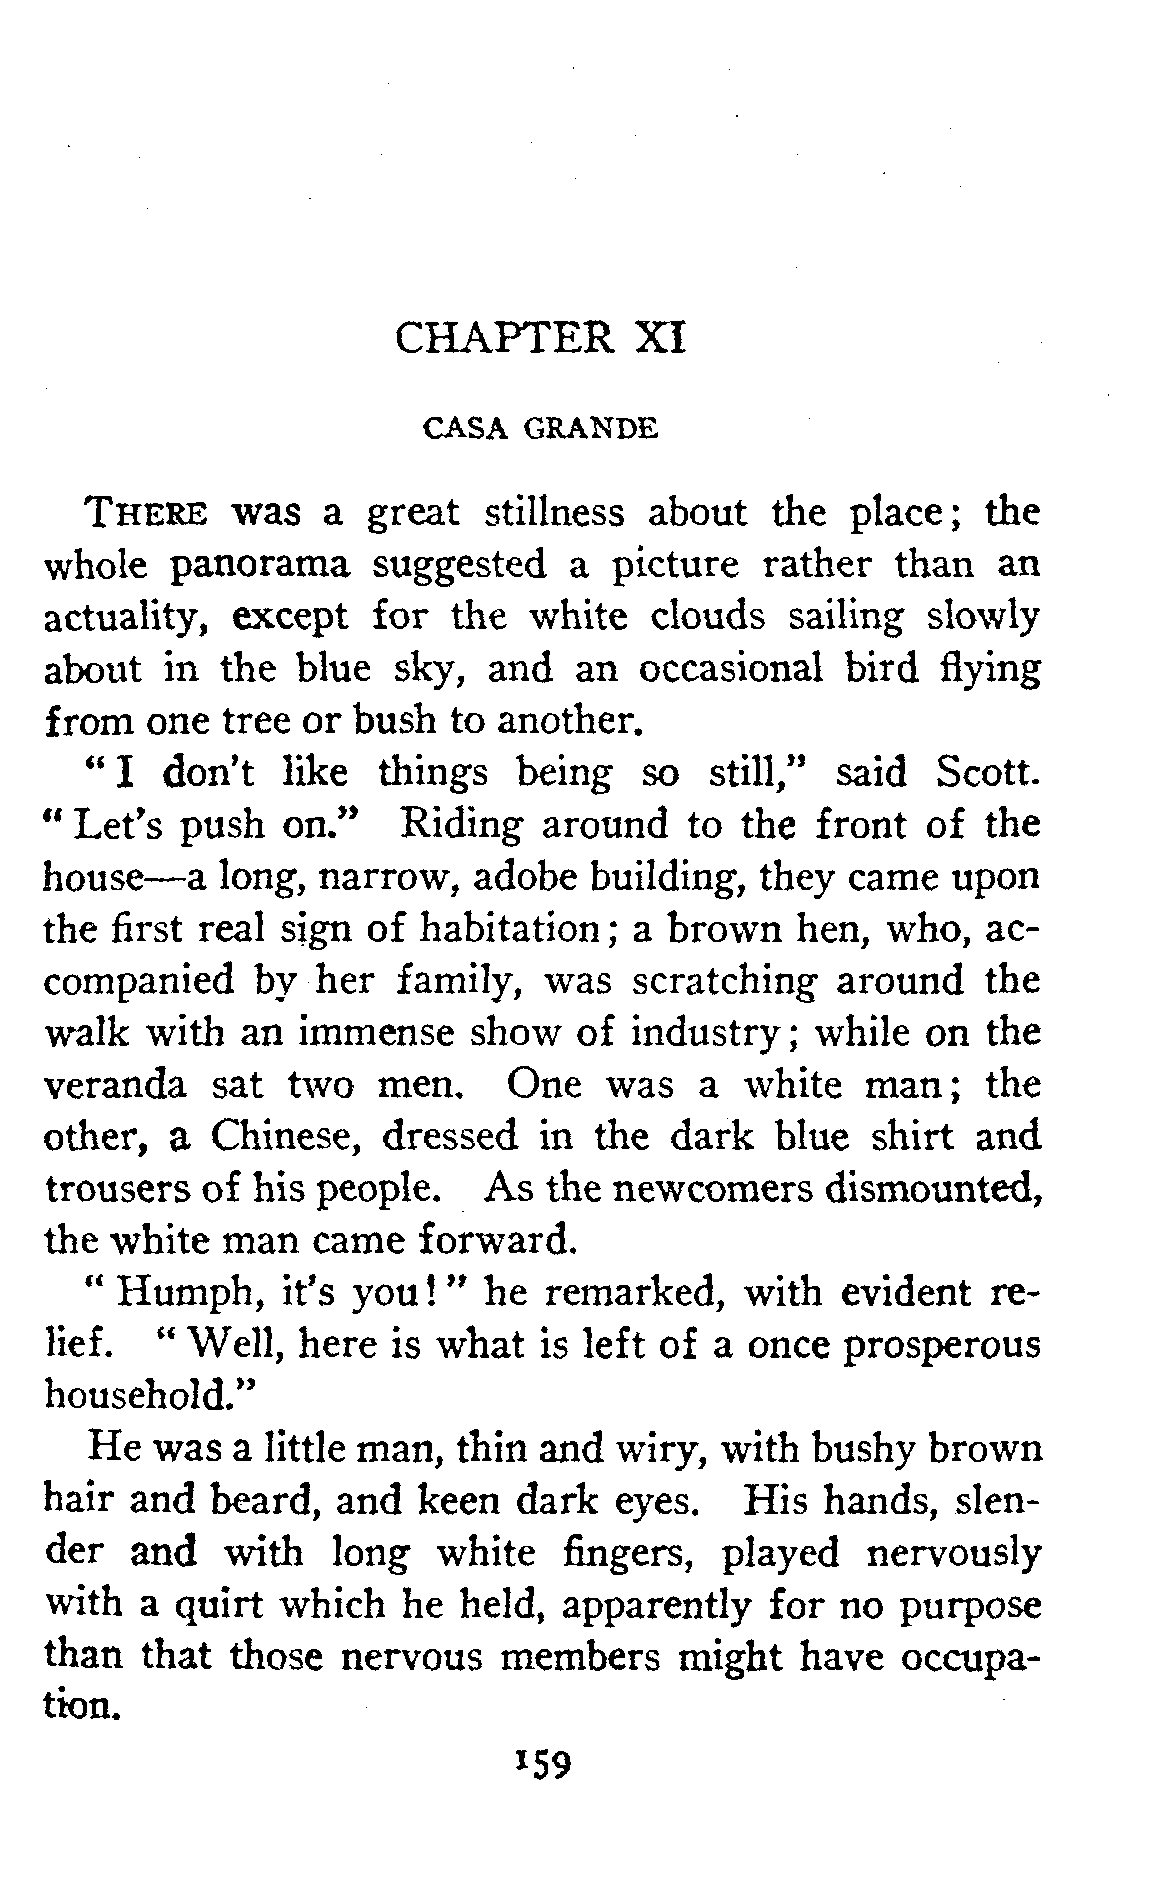 CHAPTER XI
CASA GRANDE
THERE was a great stillness about the place; the
whole panorama suggested a picture rather than an
actuality, except for the white clouds sailing slowly
about in the blue sky, and an occasional bird flying
from one tree or bush to another.
"I don't like things being so still," said Scott.
"Let's push on." Riding around to the front of the
house—a long, narrow, adobe building, they came upon
the first real sign of habitation; a brown hen, who, ac-
companied by her family, was scratching around the
walk with an immense show of industry; while on the
veranda sat two men. One was a white man; the
other, a Chinese, dressed in the dark blue shirt and
trousers of his people. As the newcomers dismounted,
the white man came forward.
"Humph, it's you!" he remarked, with evident re-
lief. "Well, here is what is left of a once prosperous
household."
He was a little man, thin and wiry, with bushy brown
hair and beard, and keen dark eyes. His hands, slen-
der and with long white fingers, played nervously
with a quirt which he held, apparently for no purpose
than that those nervous members might have occupa-
tion.
159